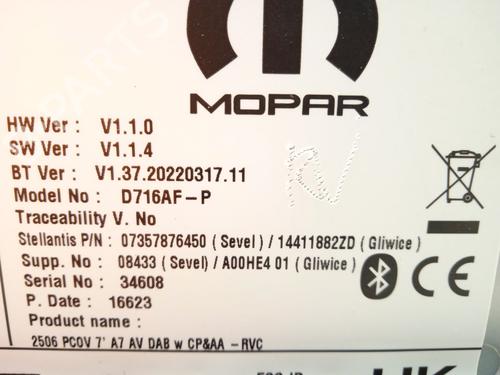 MOPAR
HW Ver : V1.1.0
SW Ver : V1.1.4
BT Ver : V1.37.20220317.11
Model No : D716AF-P
Traceability V. No
Stellantis P/N : 07357876450 ( Sevel ) / 14411882ZD ( Gliwice )
Supp. No : 08433 ( Sevel) / A00HE4 01 ( Gliwice )
Serial No : 34608
P. Date : 16623
Product name :
2506 PCOV 7' A7 AV DAB w CP&AA -RVC